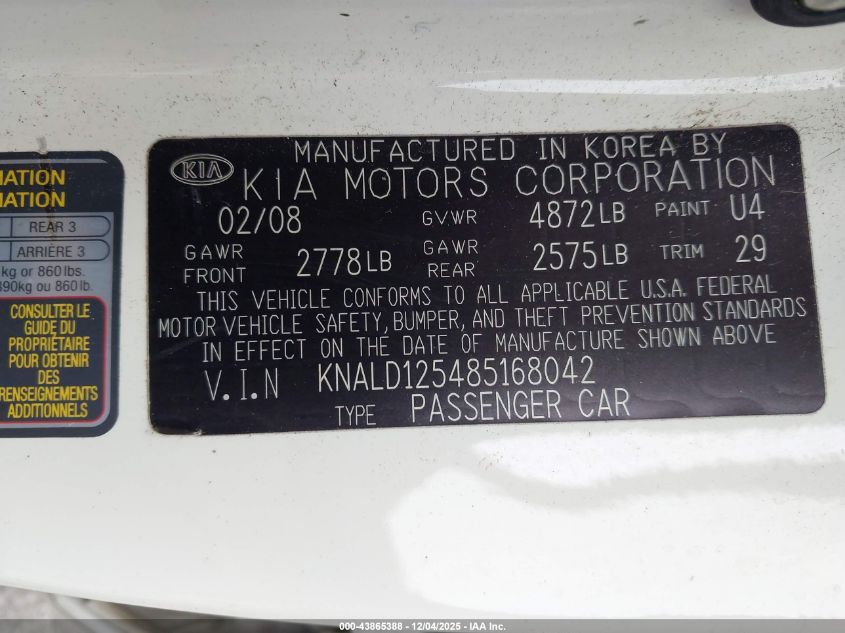 MATION
MATION
REAR 3
ARRIÈRE 3
kg or 860 lbs.
390kg ou 860 lb.
CONSULTER LE
GUIDE DU
PROPRIÉTAIRE
POUR OBTENIR
DES
RENSEIGNEMENTS
ADDITIONNELS
KIA
MANUFACTURED IN KOREA BY
KIA MOTORS CORPORATION
02/08 GVWR 4872LB PAINT U4
GAWR FRONT 2778LB GAWR REAR 2575LB TRIM 29
THIS VEHICLE CONFORMS TO ALL APPLICABLE U.S.A. FEDERAL
MOTOR VEHICLE SAFETY, BUMPER, AND THEFT PREVENTION STANDARDS
IN EFFECT ON THE DATE OF MANUFACTURE SHOWN ABOVE
V.I.N KNALD125485168042
TYPE PASSENGER CAR
000-43865388 - 12/04/2025 - IAA Inc.